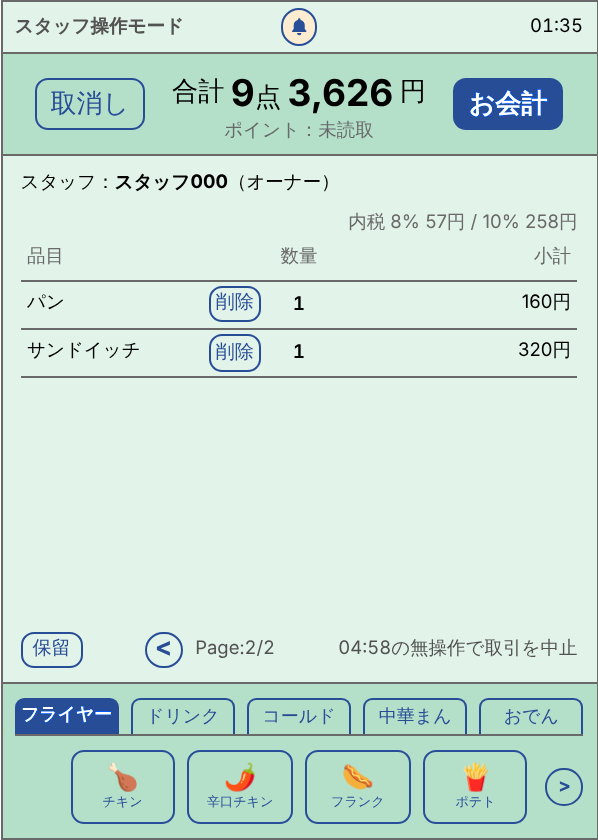 スタッフ操作モード 01:35
取消し 合計 9点 3,626 円 お会計
ポイント：未読取
スタッフ：スタッフ000（オーナー）
内税 8% 57円 / 10% 258円
品目 数量 小計
パン 削除 1 160円
サンドイッチ 削除 1 320円
保留 < Page:2/2 04:58の無操作で取引を中止
フライヤー ドリンク コールド 中華まん おでん
チキン 辛口チキン フランク ポテト >